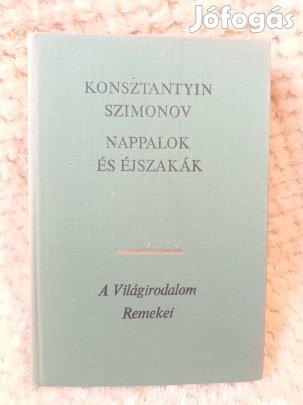 Jófogás
KONSZTANTYIN
SZIMONOV
NAPPALOK
ÉS ÉJSZAKÁK
A Világirodalom
Remekei